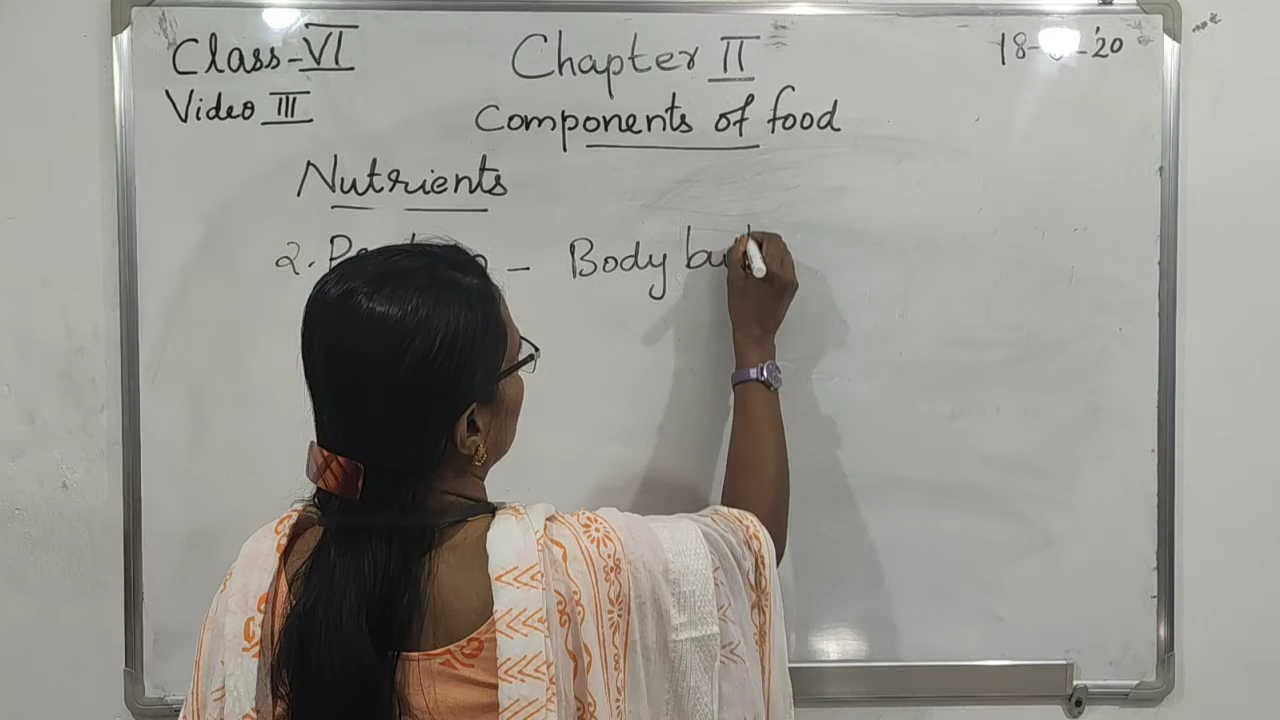 Class-VI
Chapter II
18- -'20
Video III
Components of food
Nutrients
2. - Body bu